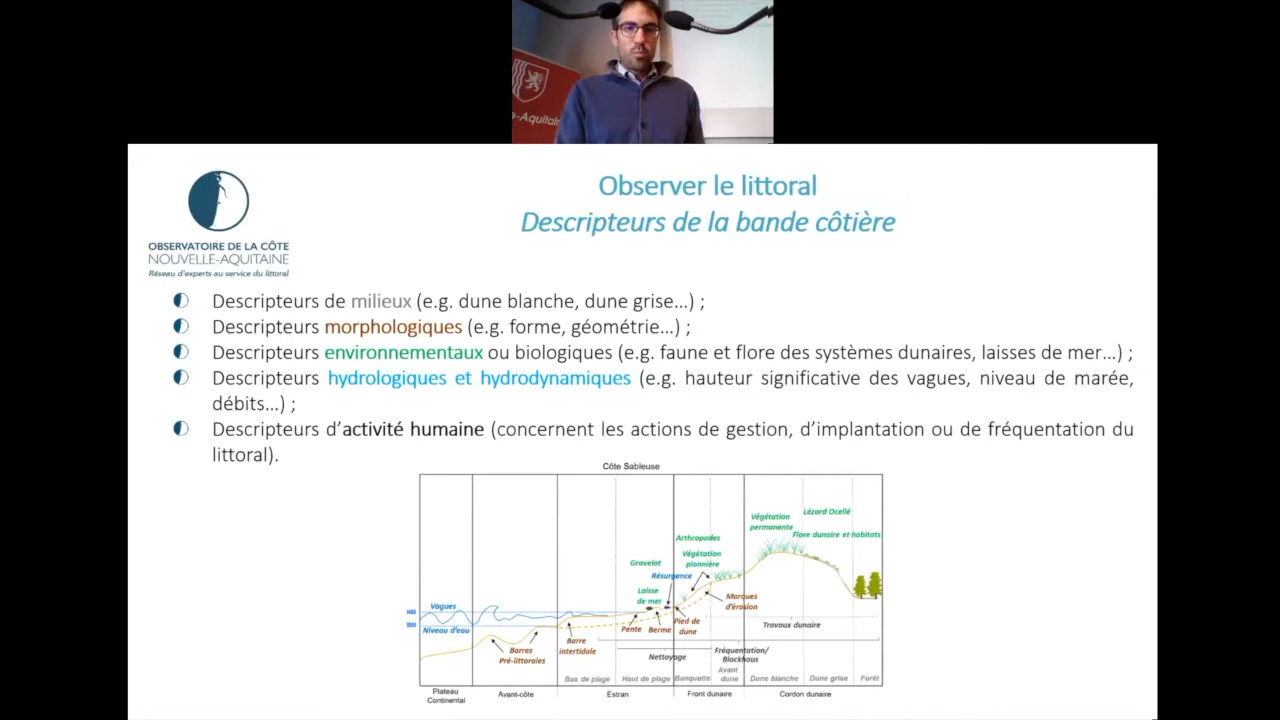 e-Aquitain
OBSERVATOIRE DE LA CÔTE
NOUVELLE-AQUITAINE
Réseau d'experts au service du littoral
Observer le littoral
Descripteurs de la bande côtière
Descripteurs de milieux (e.g. dune blanche, dune grise...) ;
Descripteurs morphologiques (e.g. forme, géométrie...) ;
Descripteurs environnementaux ou biologiques (e.g. faune et flore des systèmes dunaires, laisses de mer...) ;
Descripteurs hydrologiques et hydrodynamiques (e.g. hauteur significative des vagues, niveau de marée,
débits...) ;
Descripteurs d'activité humaine (concernent les actions de gestion, d'implantation ou de fréquentation du
littoral).
Côte Sableuse
Végétation
permanente
Lézard Ocellé
Flore dunaire et habitats
Arthropodes
Végétation
pionnière
Gravelot
Résurgence
Laisse
de mer
Marques
d'érosion
HM
Vagues
BM
Niveau d'eau
Pente
Berme
Pied de
dune
Travaux dunaire
Barre
intertidale
Barres
Pré-littorales
Nettoyage
Fréquentation/
Blockhaus
Bas de plage
Haut de plage
Banquette
Avant
dune
Dune blanche
Dune grise
Forêt
Plateau
Continental
Avant-côte
Estran
Front dunaire
Cordon dunaire